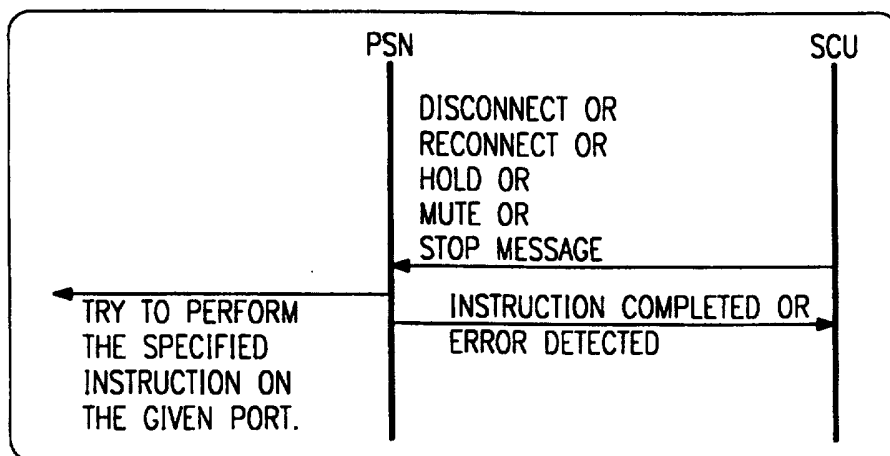 PSN
SCU
DISCONNECT OR
RECONNECT OR
HOLD OR
MUTE OR
STOP MESSAGE
TRY TO PERFORM
THE SPECIFIED
INSTRUCTION ON
THE GIVEN PORT.
INSTRUCTION COMPLETED OR
ERROR DETECTED